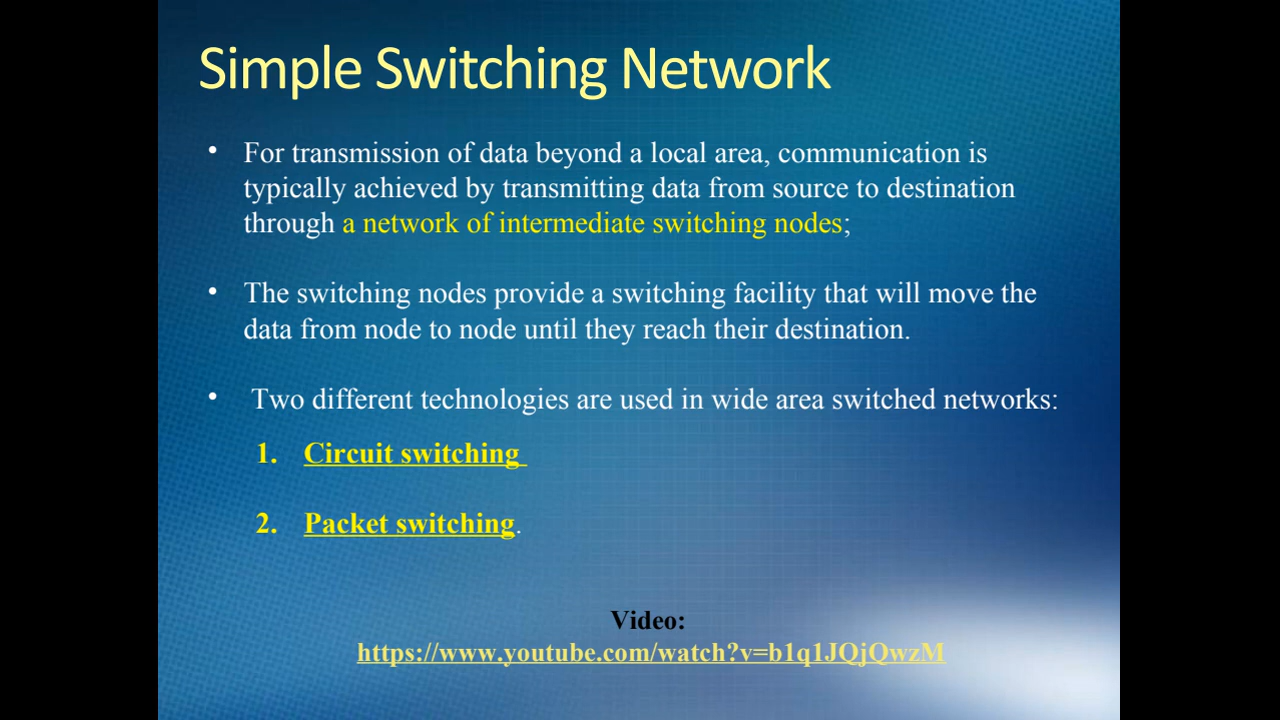 Simple Switching Network
• For transmission of data beyond a local area, communication is
typically achieved by transmitting data from source to destination
through a network of intermediate switching nodes;
• The switching nodes provide a switching facility that will move the
data from node to node until they reach their destination.
• Two different technologies are used in wide area switched networks:
1. Circuit switching
2. Packet switching.
Video:
https://www.youtube.com/watch?v=b1q1JQjQwzM